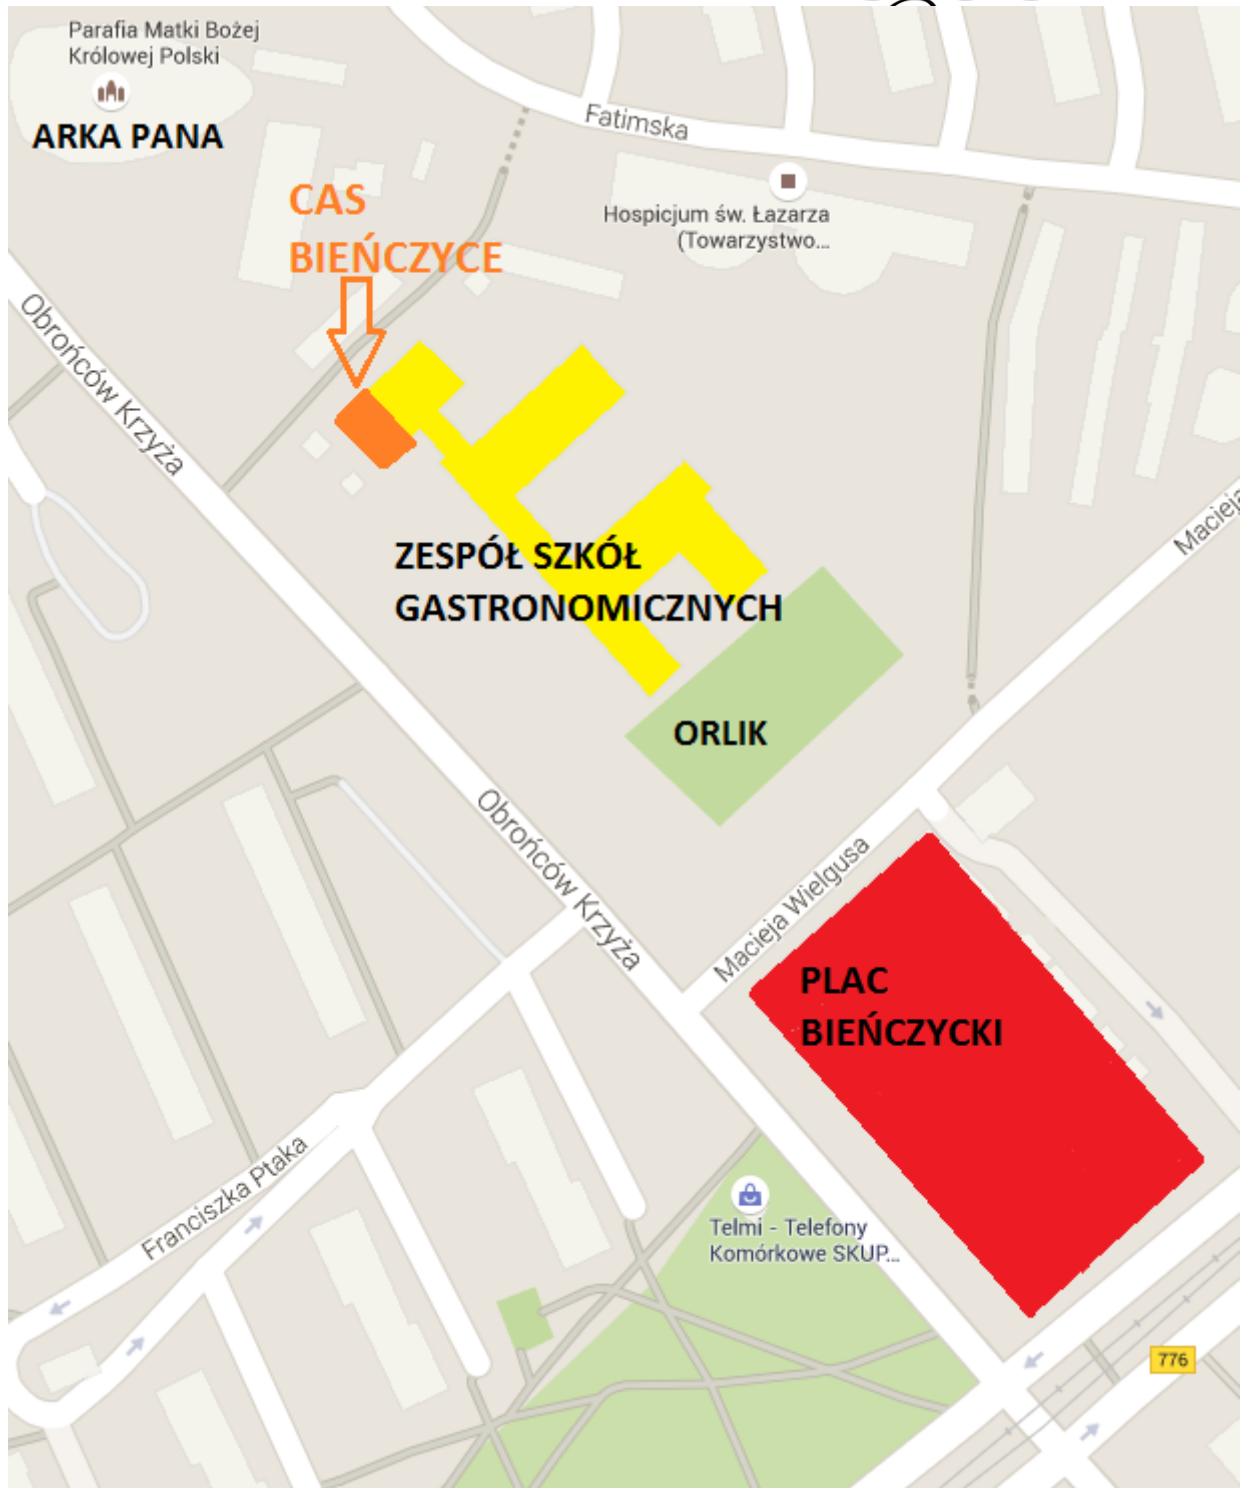 Parafia Matki Bożej
Królowej Polski
ARKA PANA
Fatimska
CAS
BIEŃCZYCE
Hospicjum św. Łazarza
(Towarzystwo...
Obrońców Krzyża
Macieja
ZESPÓŁ SZKÓŁ
GASTRONOMICZNYCH
ORLIK
Obrońców Krzyża
Macieja Wielgusa
PLAC
BIEŃCZYCKI
Franciszka Ptaka
Telmi - Telefony
Komórkowe SKUP...
776